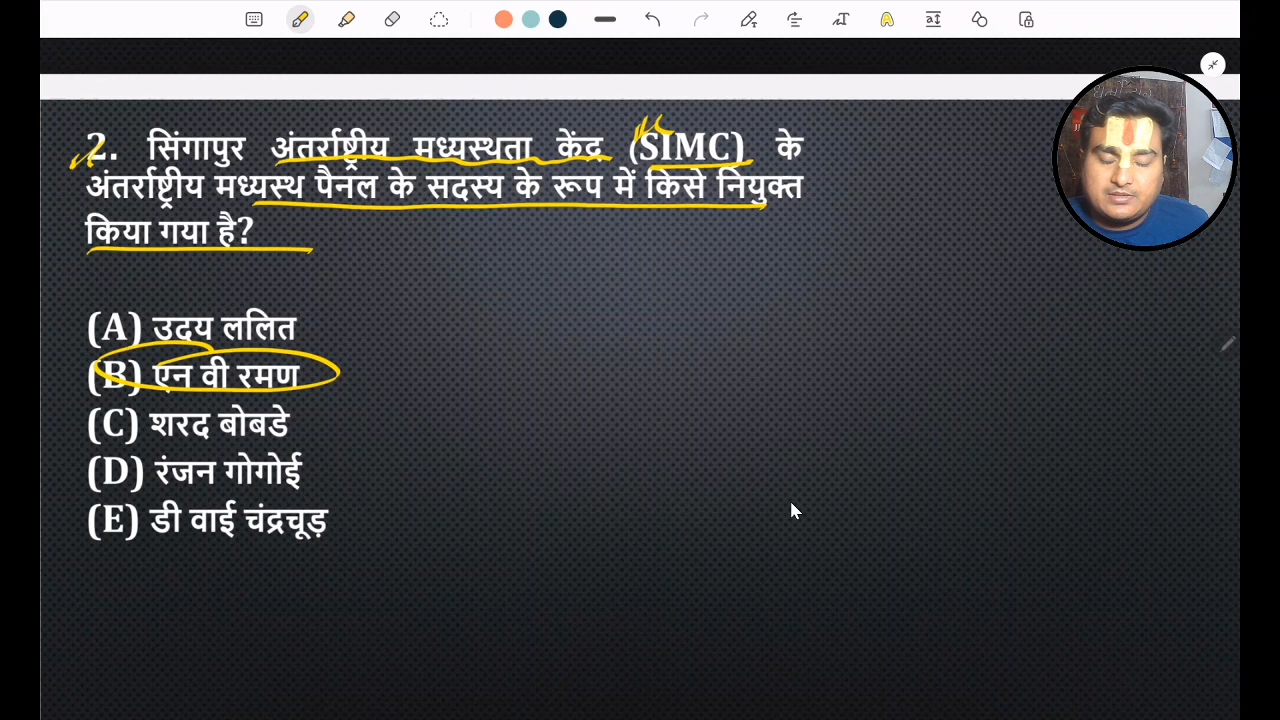 2. सिंगापुर अंतर्राष्ट्रीय मध्यस्थता केंद्र (SIMC) के
अंतर्राष्ट्रीय मध्यस्थ पैनल के सदस्य के रूप में किसे नियुक्त
किया गया है?
(A) उदय ललित
(B) एन वी रमण
(C) शरद बोबडे
(D) रंजन गोगोई
(E) डी वाई चंद्रचूड़